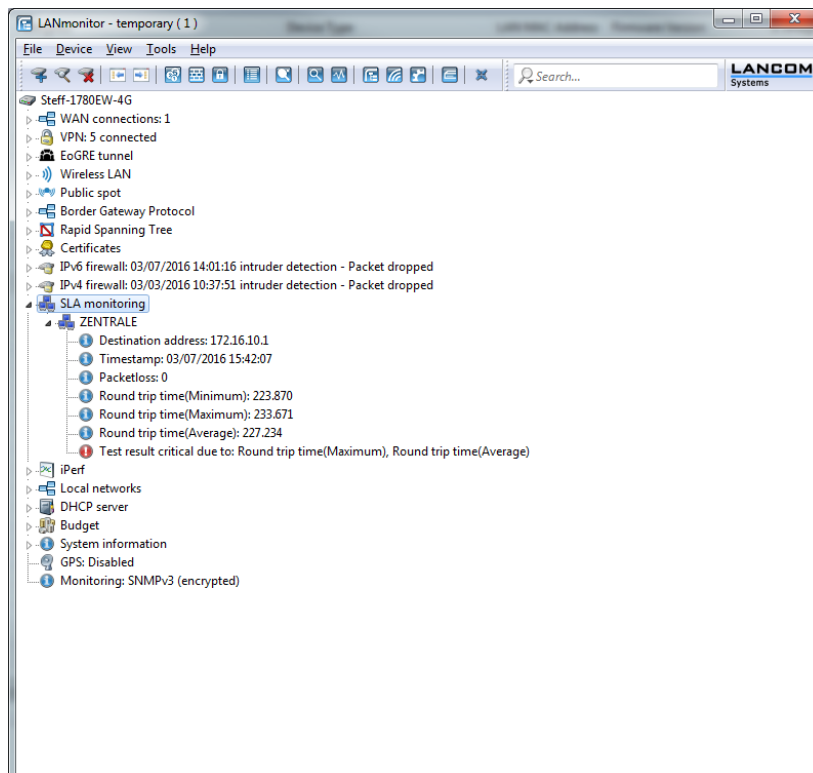 LANmonitor - temporary ( 1 )
File Device View Tools Help
Search...
LANCOM
Systems
Steff-1780EW-4G
WAN connections: 1
VPN: 5 connected
EoGRE tunnel
Wireless LAN
Public spot
Border Gateway Protocol
Rapid Spanning Tree
Certificates
IPv6 firewall: 03/07/2016 14:01:16 intruder detection - Packet dropped
IPv4 firewall: 03/03/2016 10:37:51 intruder detection - Packet dropped
SLA monitoring
ZENTRALE
Destination address: 172.16.10.1
Timestamp: 03/07/2016 15:42:07
Packetloss: 0
Round trip time(Minimum): 223.870
Round trip time(Maximum): 233.671
Round trip time(Average): 227.234
Test result critical due to: Round trip time(Maximum), Round trip time(Average)
iPerf
Local networks
DHCP server
Budget
System information
GPS: Disabled
Monitoring: SNMPv3 (encrypted)